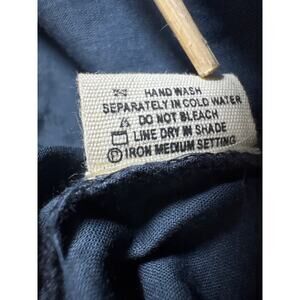 HAND WASH
SEPARATELY IN COLD WATER
DO NOT BLEACH
LINE DRY IN SHADE
IRON MEDIUM SETTING